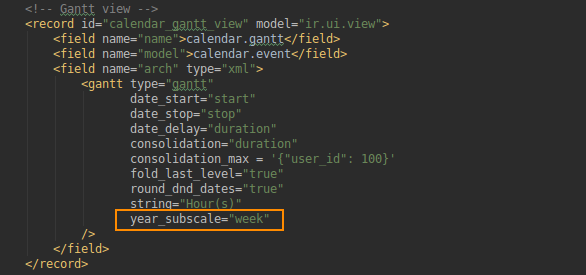 <!-- Gantt view -->
<record id="calendar_gantt_view" model="ir.ui.view">
<field name="name">calendar.gantt</field>
<field name="model">calendar.event</field>
<field name="arch" type="xml">
<gantt type="gantt"
date_start="start"
date_stop="stop"
date_delay="duration"
consolidation="duration"
consolidation_max = '{"user_id": 100}'
fold_last_level="true"
round_dnd_dates="true"
string="Hour(s)"
year_subscale="week"
/>
</field>
</record>